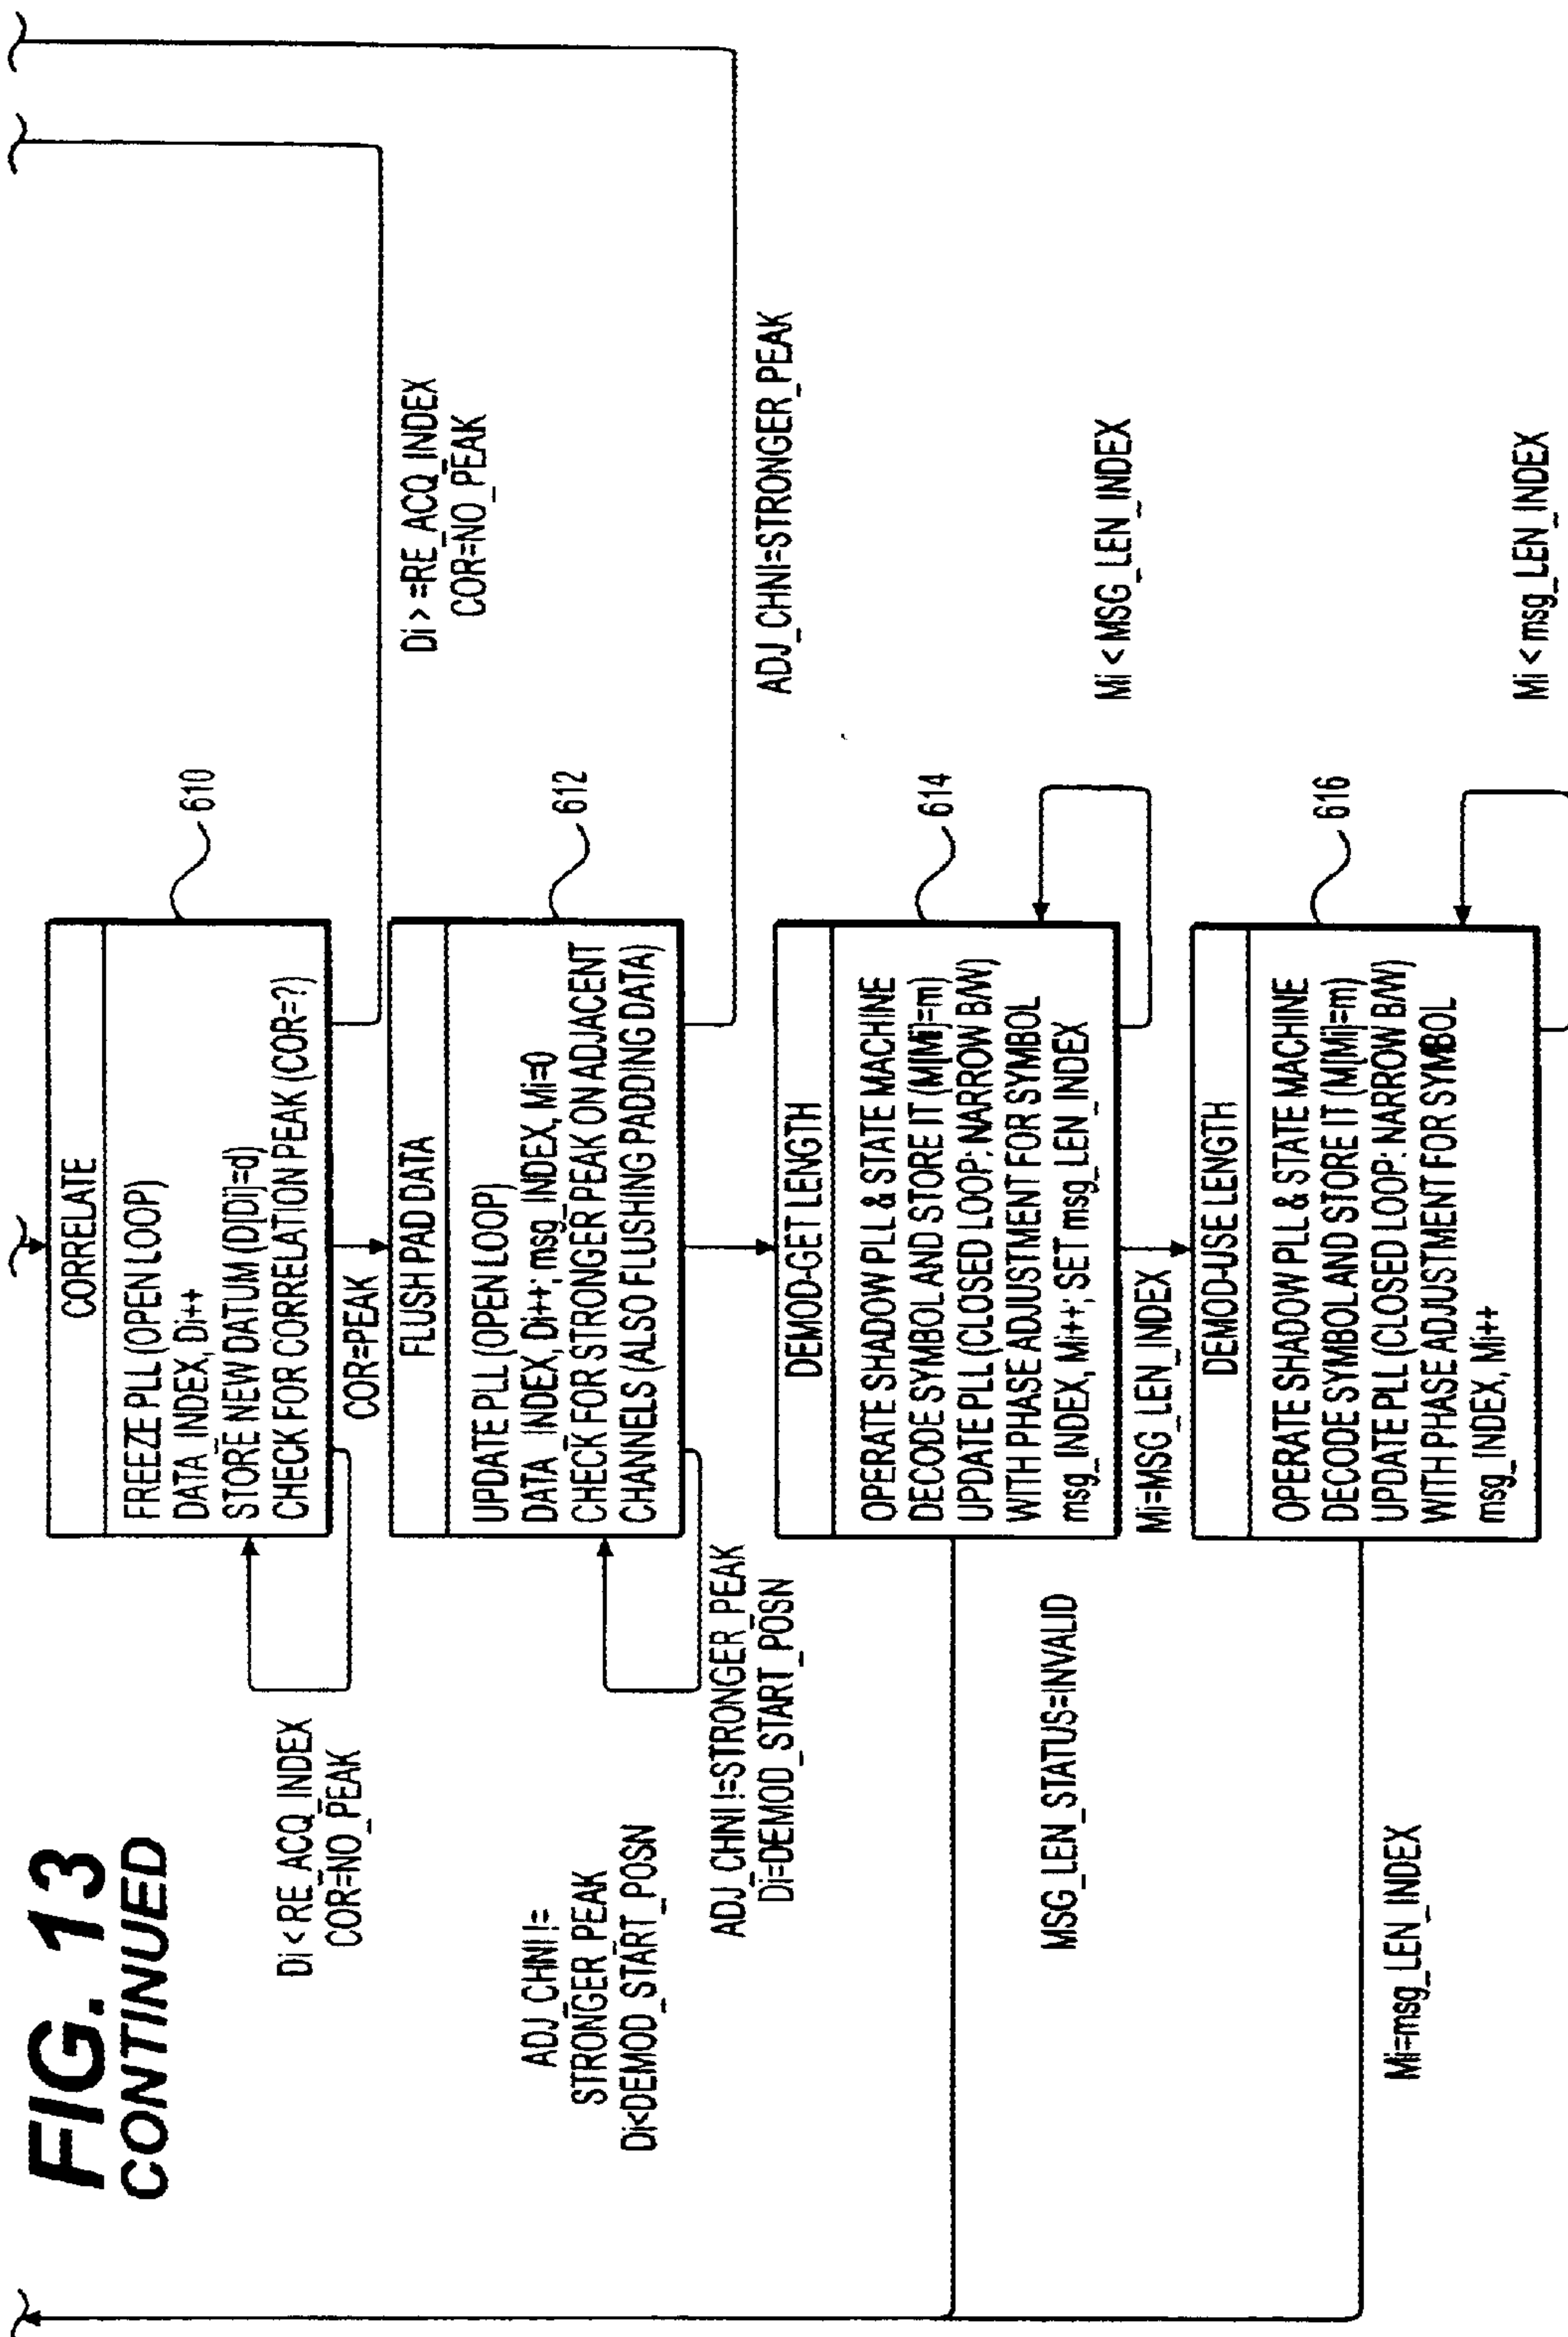 FIG. 13
CONTINUED
CORRELATE
FREEZE PLL (OPEN LOOP)
DATA_INDEX, Di++
STORE NEW DATUM (D[Di]=d)
CHECK FOR CORRELATION PEAK (COR=?)
610
Di < RE_ACQ_INDEX
COR=NO_PEAK
Di > =RE_ACQ_INDEX
COR=NO_PEAK
COR=PEAK
FLUSH PAD DATA
UPDATE PLL (OPEN LOOP)
DATA_INDEX, Di++; msg_INDEX, Mi=0
CHECK FOR STRONGER PEAK ON ADJACENT
CHANNELS (ALSO FLUSHING PADDING DATA)
612
ADJ_CHNl !=
STRONGER_PEAK
Di<DEMOD_START_POSN
ADJ_CHNl !=STRONGER_PEAK
Di=DEMOD_START_POSN
ADJ_CHNl=STRONGER_PEAK
DEMOD-GET LENGTH
OPERATE SHADOW PLL & STATE MACHINE
DECODE SYMBOL AND STORE IT (M[Mi]=m)
UPDATE PLL (CLOSED LOOP: NARROW B/W)
WITH PHASE ADJUSTMENT FOR SYMBOL
msg_INDEX, Mi++; SET msg_LEN_INDEX
614
Mi < MSG_LEN_INDEX
MSG_LEN_STATUS=INVALID
Mi=MSG_LEN_INDEX
DEMOD-USE LENGTH
OPERATE SHADOW PLL & STATE MACHINE
DECODE SYMBOL AND STORE IT (M[Mi]=m)
UPDATE PLL (CLOSED LOOP: NARROW B/W)
WITH PHASE ADJUSTMENT FOR SYMBOL
msg_INDEX, Mi++
616
Mi < msg_LEN_INDEX
Mi=msg_LEN_INDEX